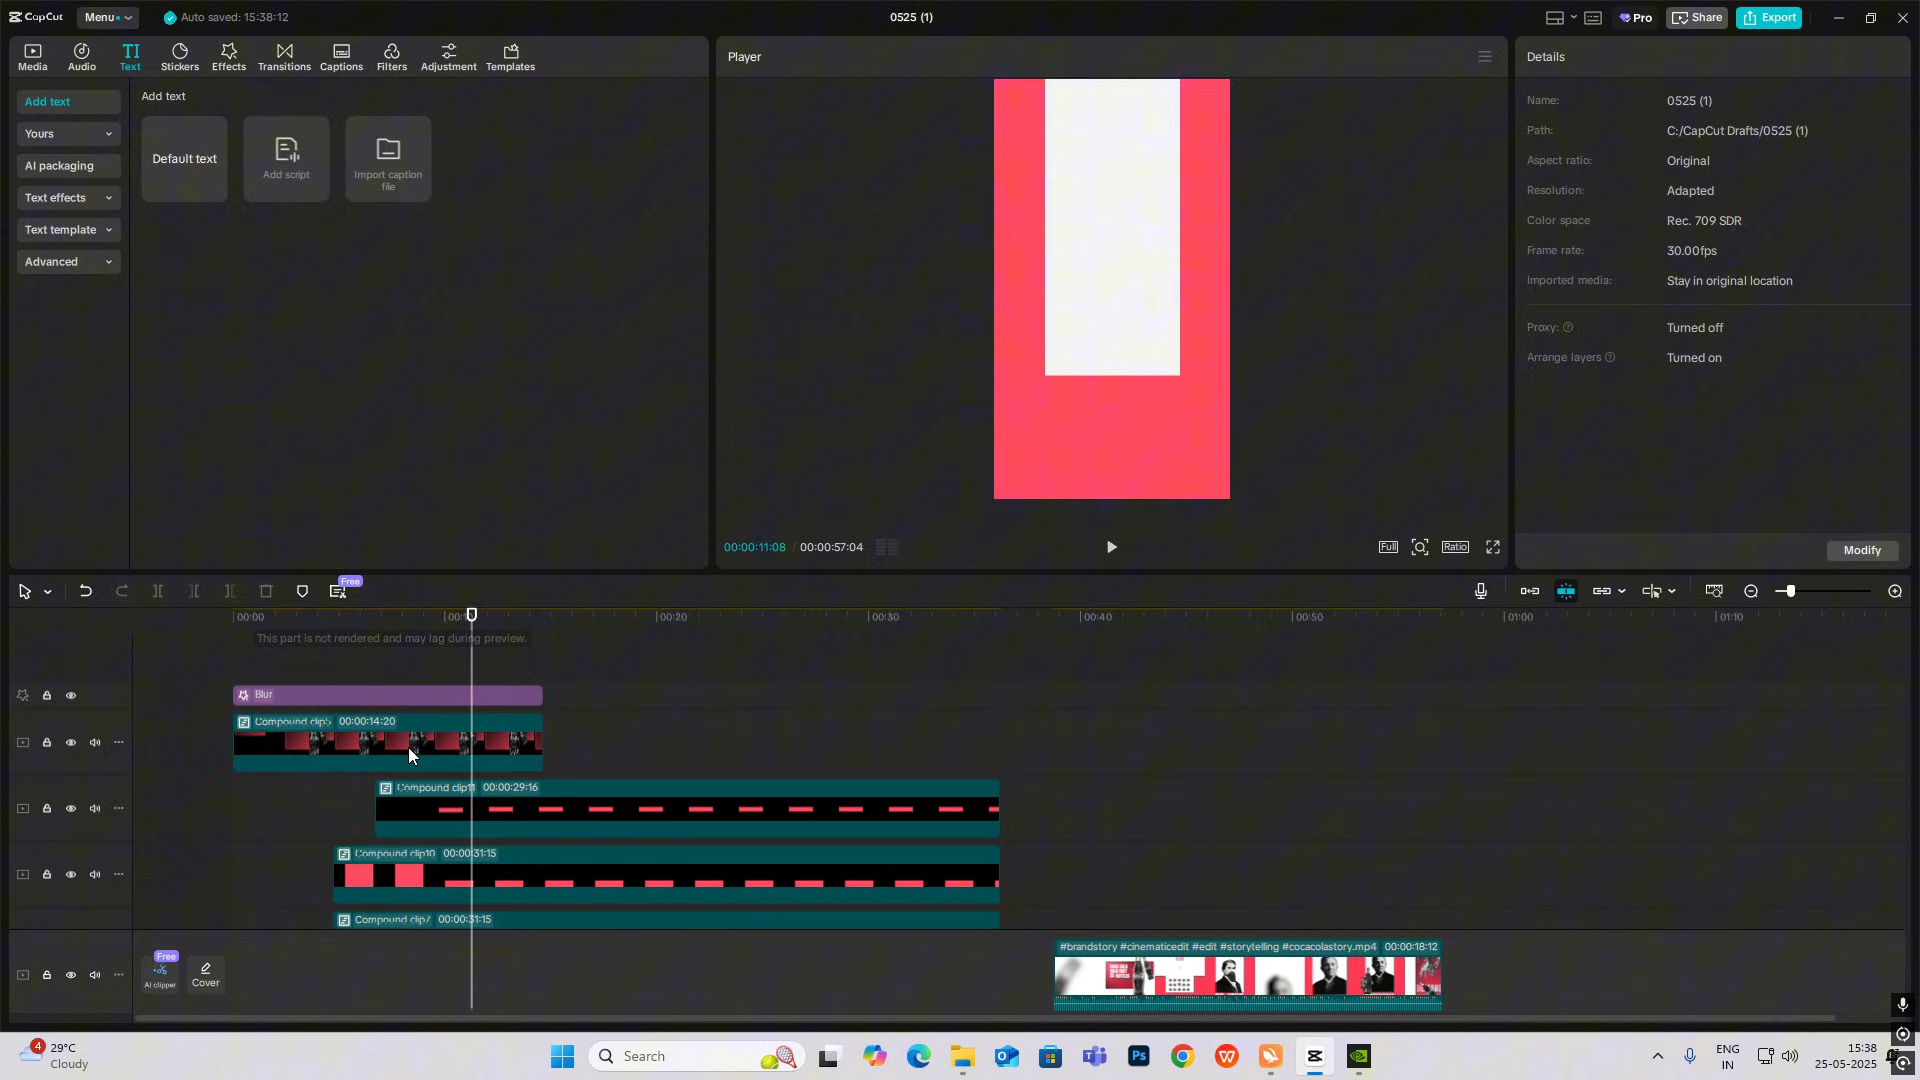 CapCut
Menu
Auto saved: 15:38:12
0525 (1)
Pro
Share
Export
Media
Audio
TI
Text
Stickers
Effects
Transitions
Captions
Filters
Adjustment
Templates
Add text
Yours
AI packaging
Text effects
Text template
Advanced
Add text
Default text
Add script
Import caption
file
Player
00:00:11:08 / 00:00:57:04
Full
Ratio
Details
Name: 0525 (1)
Path: C:/CapCut Drafts/0525 (1)
Aspect ratio: Original
Resolution: Adapted
Color space Rec. 709 SDR
Frame rate: 30.00fps
Imported media: Stay in original location
Proxy: Turned off
Arrange layers Turned on
Modify
Free
00:00
00:20
00:30
00:40
00:50
01:00
01:10
This part is not rendered and may lag during preview.
Blur
00:00:14:20
Compound clip11 00:00:29:16
Compound clip10 00:00:31:15
Compound clip7 00:00:31:15
Free
AI clipper
Cover
#brandstory #cinematicedit #edit #storytelling #cocacolastory.mp4 00:00:18:12
4
29°C
Cloudy
Search
Ps
ENG
IN
15:38
25-05-2025